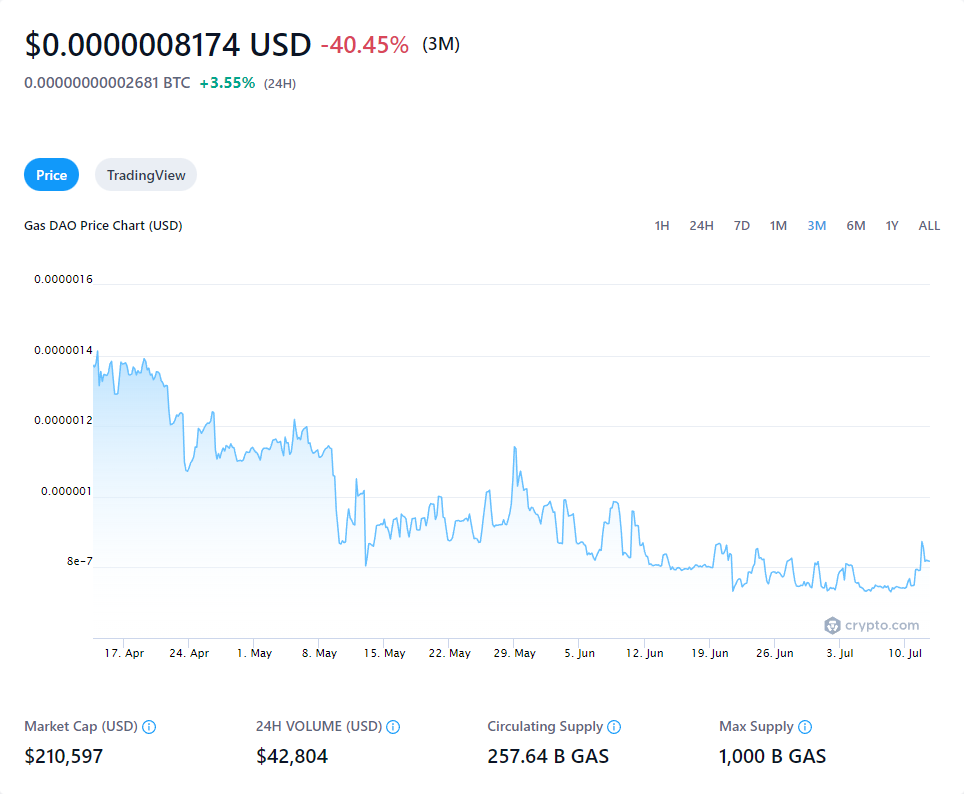 $0.0000008174 USD -40.45% (3M)
0.00000000002681 BTC +3.55% (24H)
Price TradingView
Gas DAO Price Chart (USD) 1H 24H 7D 1M 3M 6M 1Y ALL
0.0000016
0.0000014
0.0000012
0.000001
8e-7
crypto.com
17. Apr 24. Apr 1. May 8. May 15. May 22. May 29. May 5. Jun 12. Jun 19. Jun 26. Jun 3. Jul 10. Jul
Market Cap (USD) 24H VOLUME (USD) Circulating Supply Max Supply
$210,597 $42,804 257.64 B GAS 1,000 B GAS